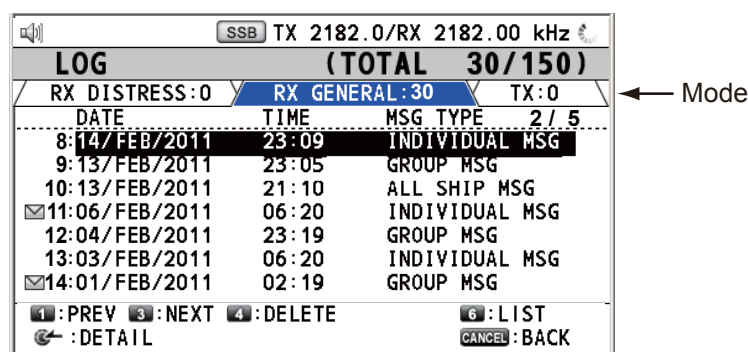 SSB TX 2182.0/RX 2182.00 kHz
LOG (TOTAL 30/150)
RX DISTRESS:0 RX GENERAL:30 TX:0
Mode
DATE TIME MSG TYPE 2/5
8:14/FEB/2011 23:09 INDIVIDUAL MSG
9:13/FEB/2011 23:05 GROUP MSG
10:13/FEB/2011 21:10 ALL SHIP MSG
11:06/FEB/2011 06:20 INDIVIDUAL MSG
12:04/FEB/2011 23:19 GROUP MSG
13:03/FEB/2011 06:20 INDIVIDUAL MSG
14:01/FEB/2011 02:19 GROUP MSG
1:PREV 3:NEXT 4:DELETE 6:LIST
:DETAIL CANCEL:BACK